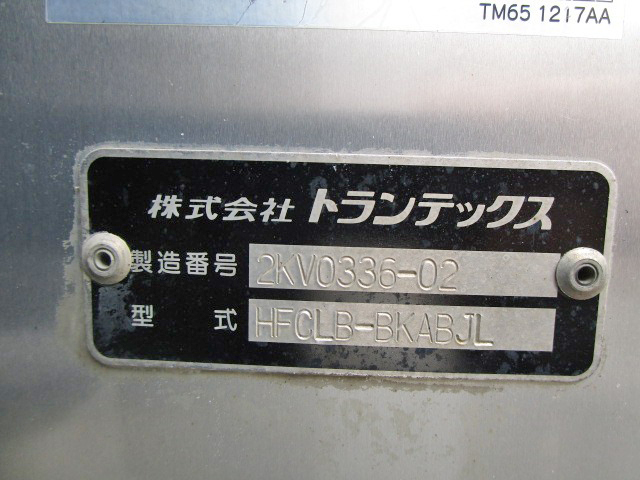 TM65 1217AA
株式会社 トランテックス
製造番号 2KV0336-02
型式 HFCLB-BKABJL